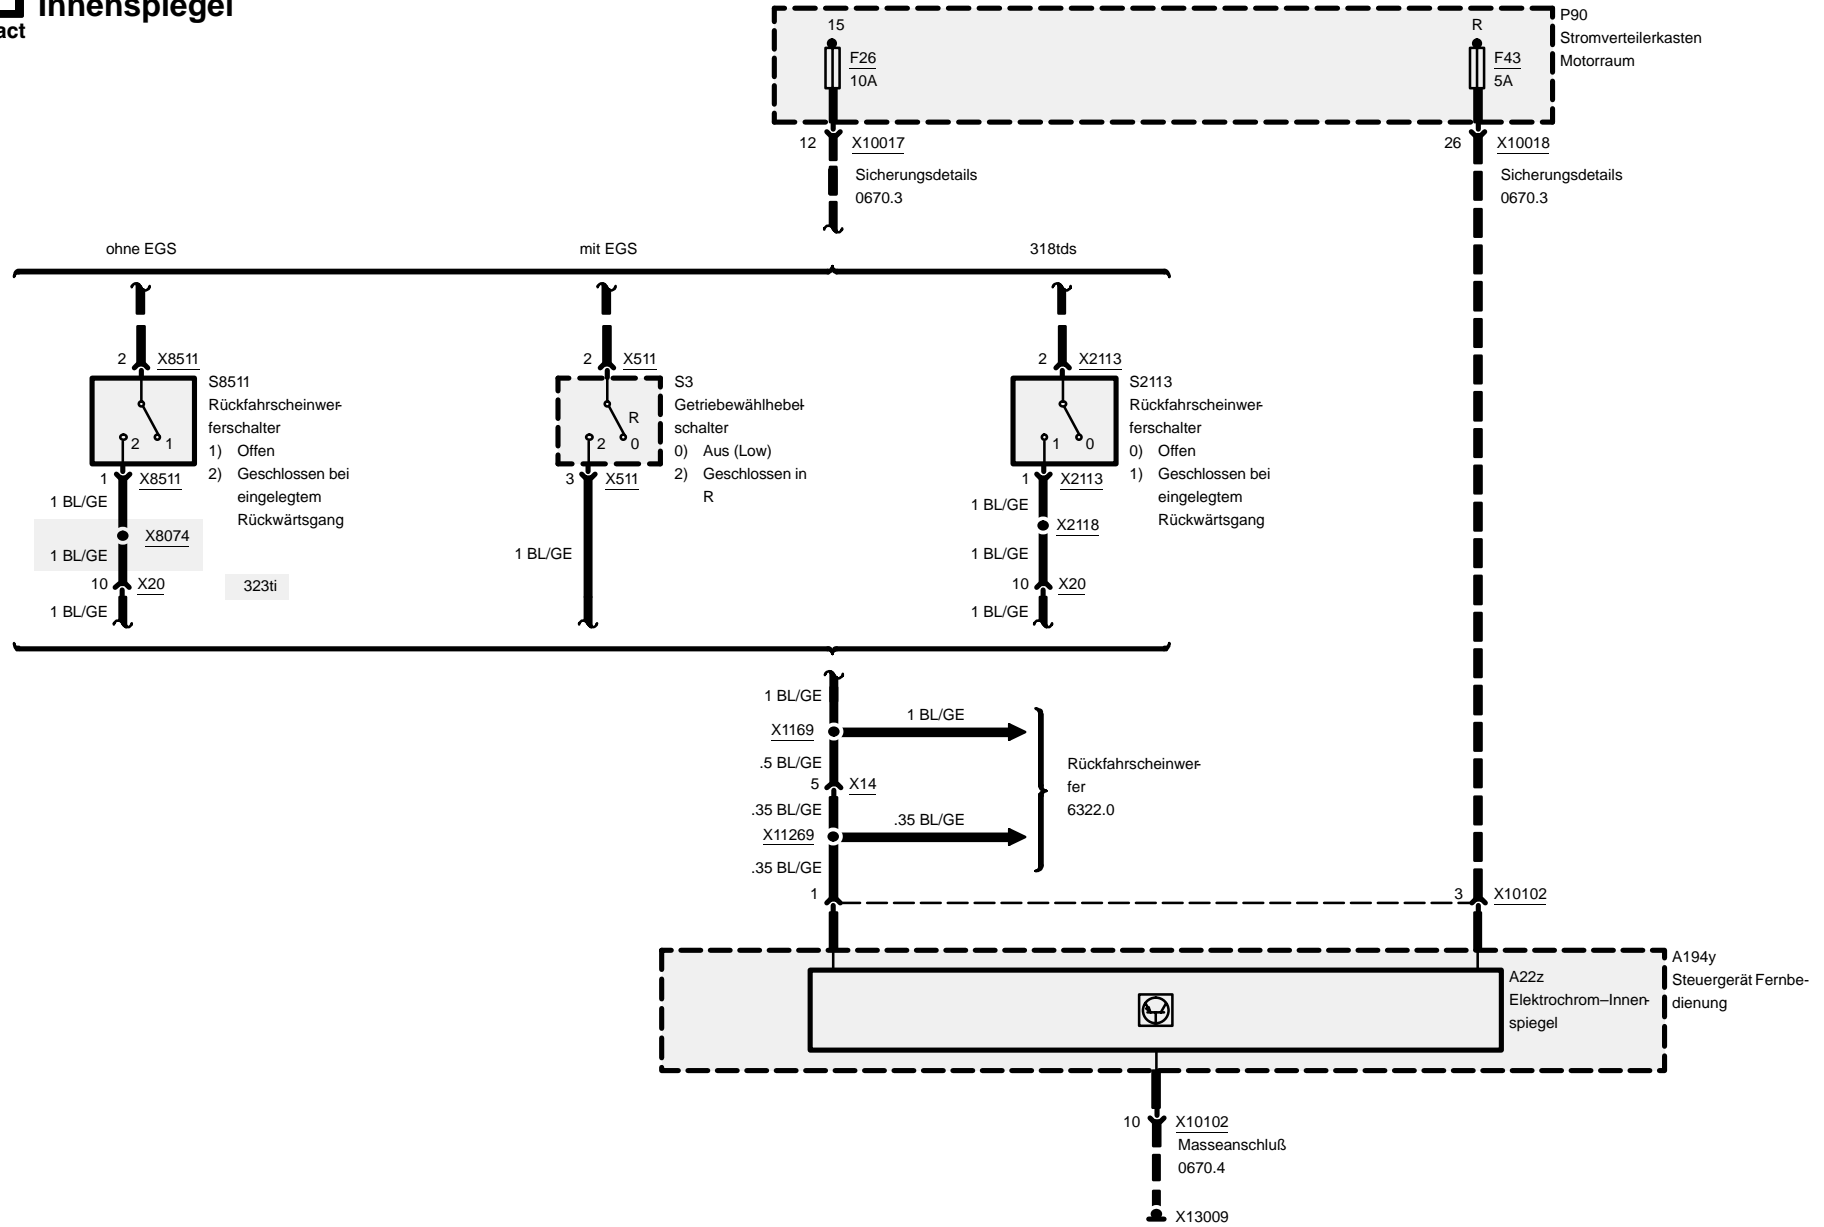 Innenspiegel
act
15
R
P90
Stromverteilerkasten
Motorraum
F26
10A
F43
5A
12 X10017
Sicherungsdetails
0670.3
26 X10018
Sicherungsdetails
0670.3
ohne EGS
mit EGS
318tds
2 X8511
S8511
Rückfahrscheinwer-
ferschalter
1) Offen
2) Geschlossen bei
eingelegtem
Rückwärtsgang
2 1
1 X8511
1 BL/GE
X8074
1 BL/GE
10 X20
1 BL/GE
323ti
2 X511
S3
Getriebewählhebel-
schalter
0) Aus (Low)
2) Geschlossen in
R
R
2 0
3 X511
1 BL/GE
2 X2113
S2113
Rückfahrscheinwer-
ferschalter
0) Offen
1) Geschlossen bei
eingelegtem
Rückwärtsgang
1 0
1 X2113
1 BL/GE
X2118
1 BL/GE
10 X20
1 BL/GE
1 BL/GE
X1169
1 BL/GE
.5 BL/GE
5 X14
.35 BL/GE
X11269
.35 BL/GE
.35 BL/GE
Rückfahrscheinwer-
fer
6322.0
1
3 X10102
A194y
Steuergerät Fernbe-
dienung
A22z
Elektrochrom–Innen-
spiegel
10 X10102
Masseanschluß
0670.4
X13009